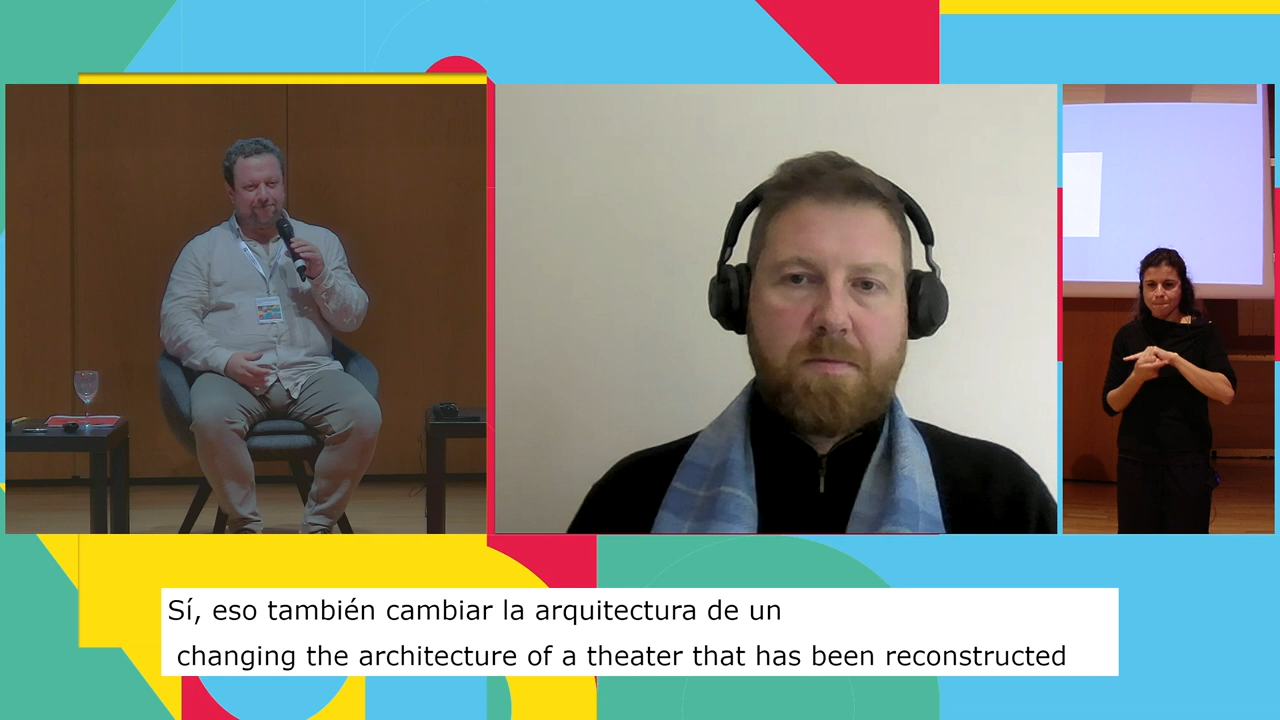 Sí, eso también cambiar la arquitectura de un
changing the architecture of a theater that has been reconstructed